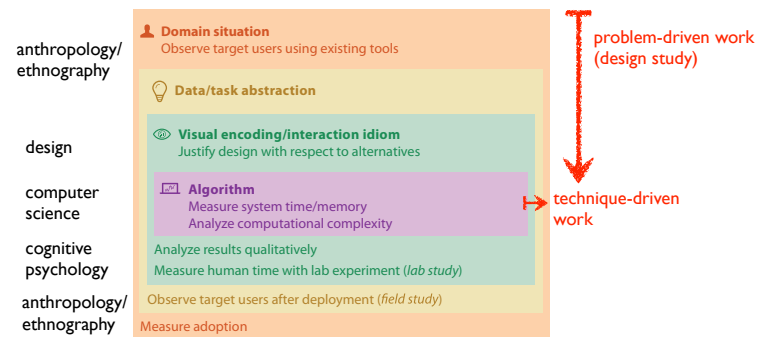 Domain situation
Observe target users using existing tools
anthropology/
ethnography
problem-driven work
(design study)
Data/task abstraction
Visual encoding/interaction idiom
Justify design with respect to alternatives
design
Algorithm
Measure system time/memory
Analyze computational complexity
computer
science
technique-driven
work
Analyze results qualitatively
Measure human time with lab experiment (lab study)
cognitive
psychology
Observe target users after deployment (field study)
anthropology/
ethnography
Measure adoption